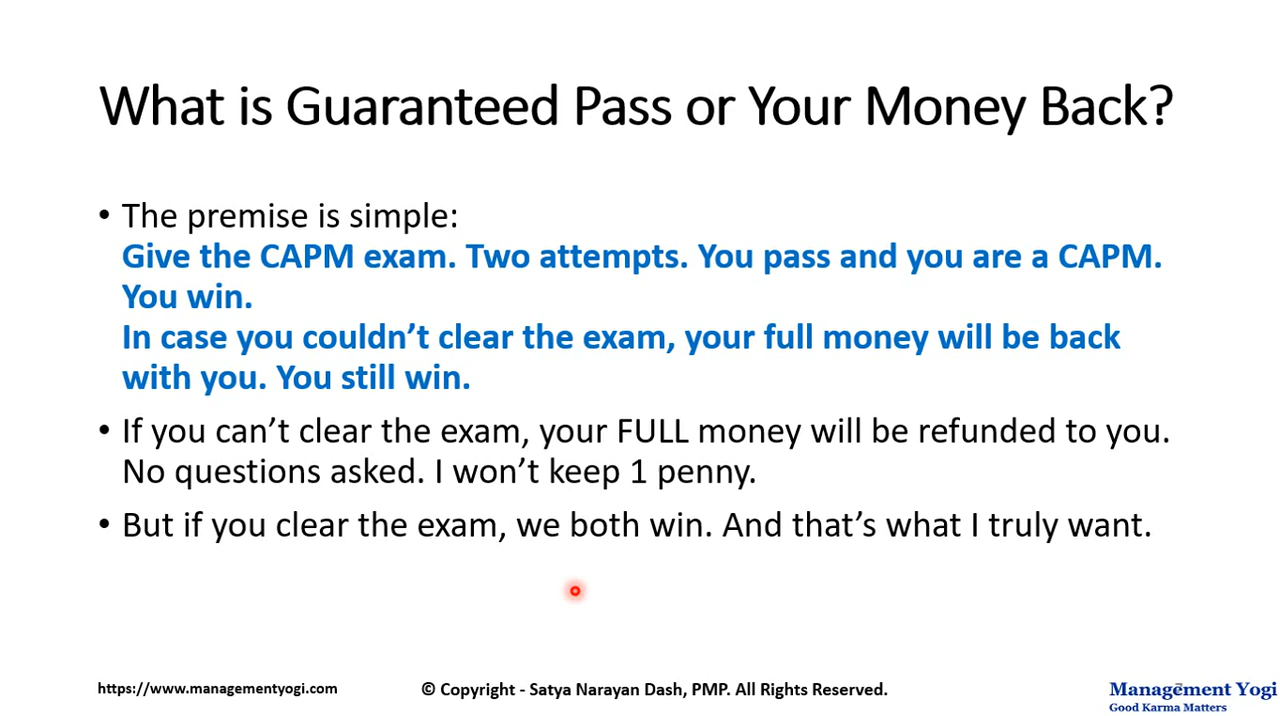 What is Guaranteed Pass or Your Money Back?
• The premise is simple:
Give the CAPM exam. Two attempts. You pass and you are a CAPM.
You win.
In case you couldn’t clear the exam, your full money will be back
with you. You still win.
• If you can’t clear the exam, your FULL money will be refunded to you.
No questions asked. I won’t keep 1 penny.
• But if you clear the exam, we both win. And that’s what I truly want.
https://www.managementyogi.com
© Copyright - Satya Narayan Dash, PMP. All Rights Reserved.
Management Yogi
Good Karma Matters